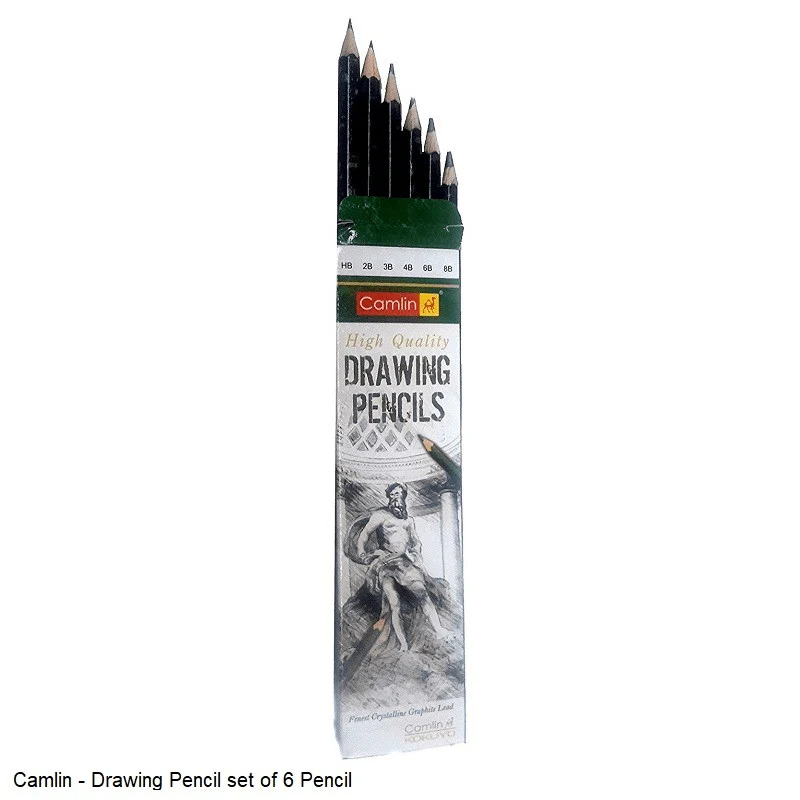 HB 2B 3B 4B 6B 8B
Camlin
High Quality
DRAWING
PENCILS
Finest Crystalline Graphite Lead
Camlin
KOKUYO
Camlin - Drawing Pencil set of 6 Pencil